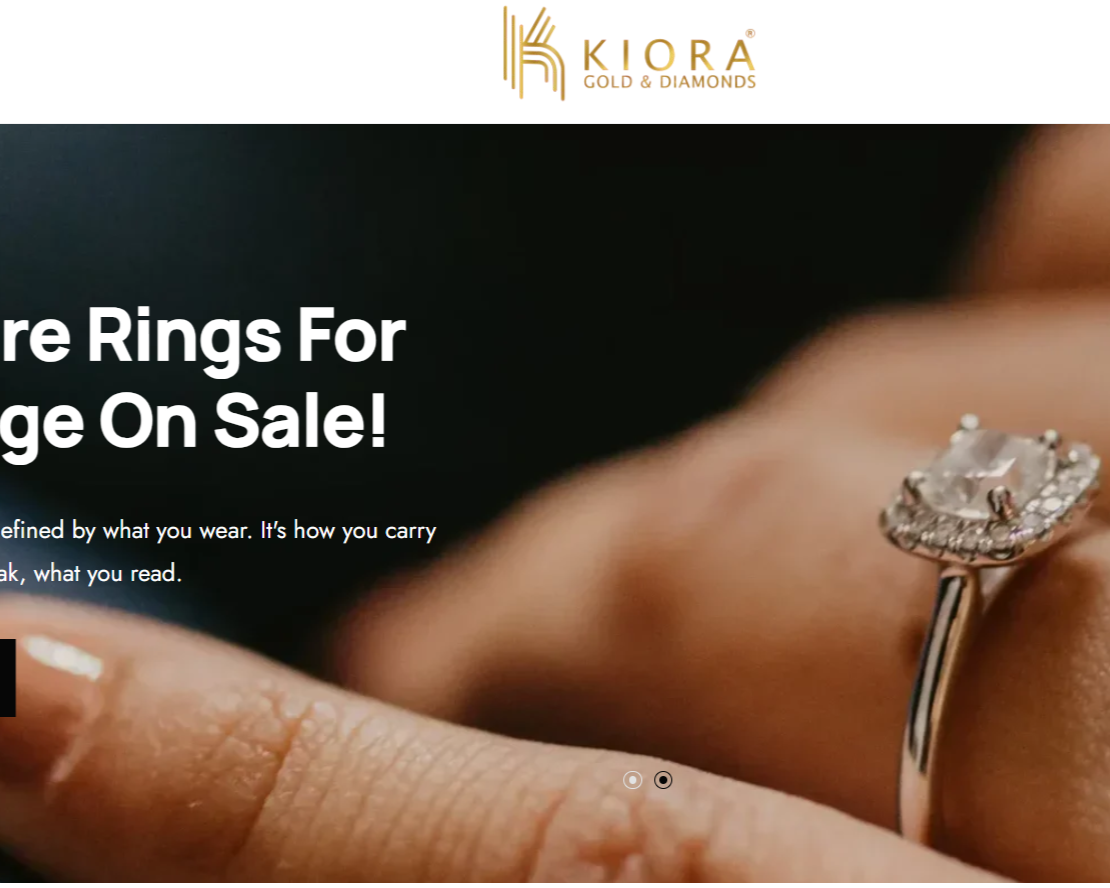 KIORA®
GOLD & DIAMONDS
re Rings For
ge On Sale!
efined by what you wear. It's how you carry
ak, what you read.